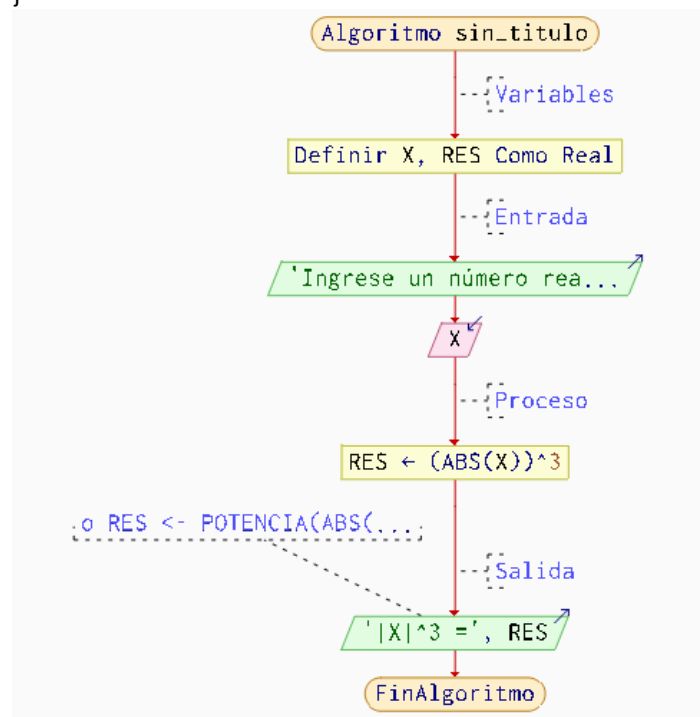 Algoritmo sin_titulo
Variables
Definir X, RES Como Real
Entrada
'Ingrese un número rea...
X
Proceso
RES ← (ABS(X))^3
o RES <- POTENCIA(ABS(...
Salida
'|X|^3 =', RES
FinAlgoritmo